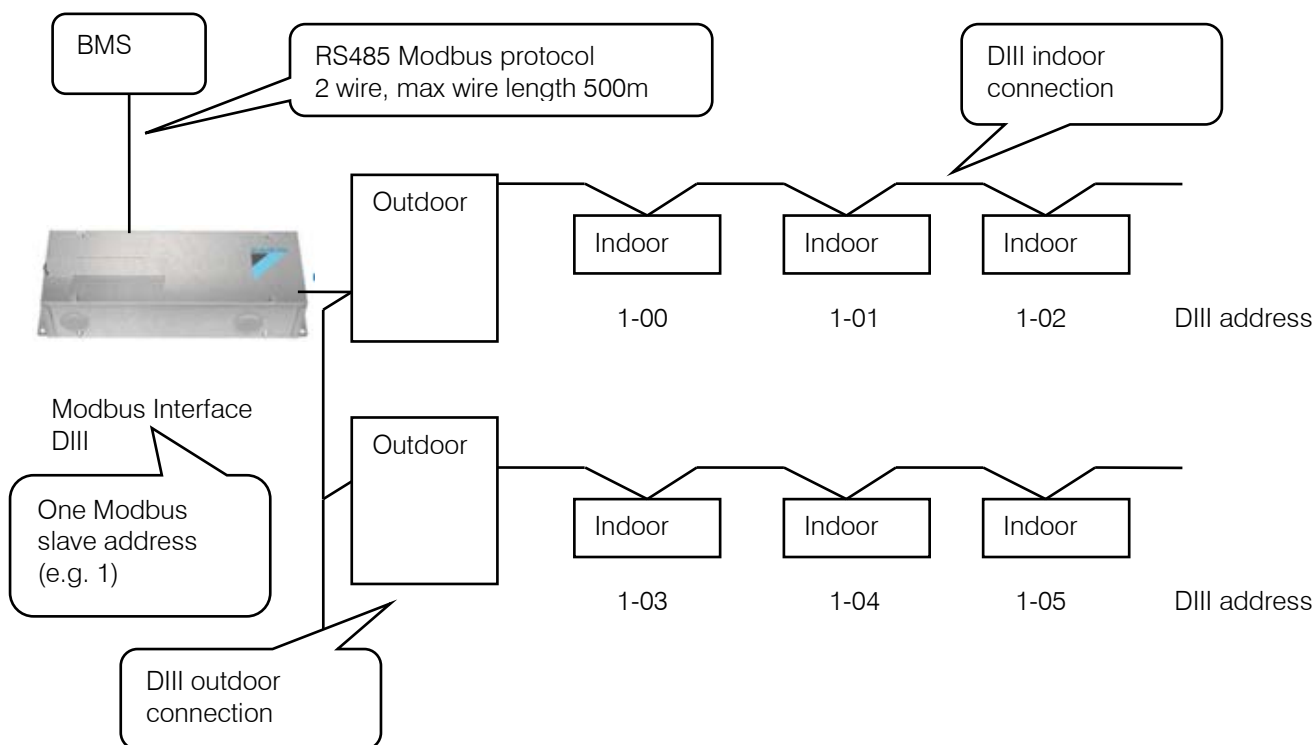 BMS
RS485 Modbus protocol
2 wire, max wire length 500m
DIII indoor
connection
Outdoor
Indoor
Indoor
Indoor
1-00
1-01
1-02
DIII address
Modbus Interface
DIII
One Modbus
slave address
(e.g. 1)
Outdoor
Indoor
Indoor
Indoor
1-03
1-04
1-05
DIII address
DIII outdoor
connection